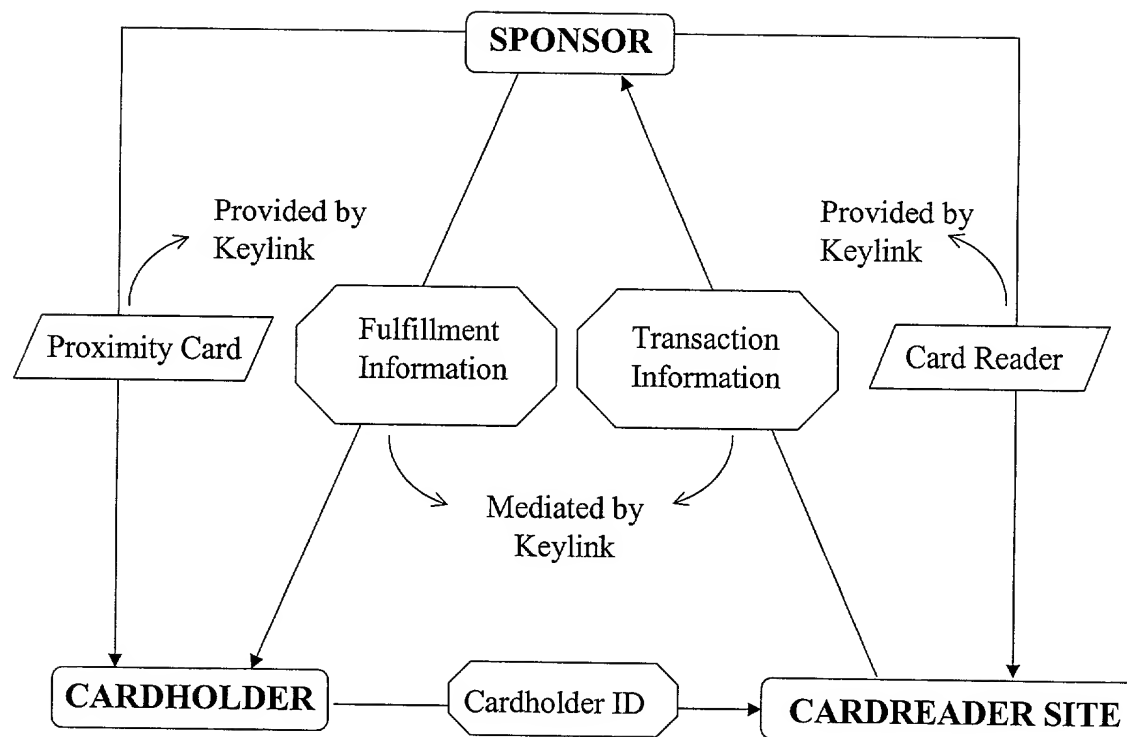 SPONSOR
Provided by
Keylink
Provided by
Keylink
Proximity Card
Fulfillment
Information
Transaction
Information
Card Reader
Mediated by
Keylink
CARDHOLDER
Cardholder ID
CARDREADER SITE